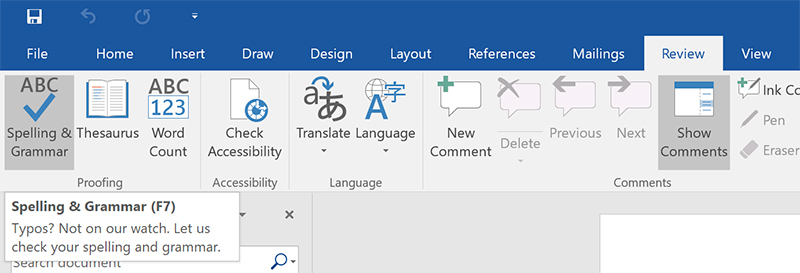 File Home Insert Draw Design Layout References Mailings Review View
ABC
ABC
123
字
A
あ
a
Spelling & Grammar
Thesaurus
Word Count
Check Accessibility
Translate
Language
New Comment
Delete
Previous
Next
Show Comments
Ink Co
Pen
Eraser
Proofing
Accessibility
Language
Comments
Spelling & Grammar (F7)
Typos? Not on our watch. Let us
check your spelling and grammar.
Search document